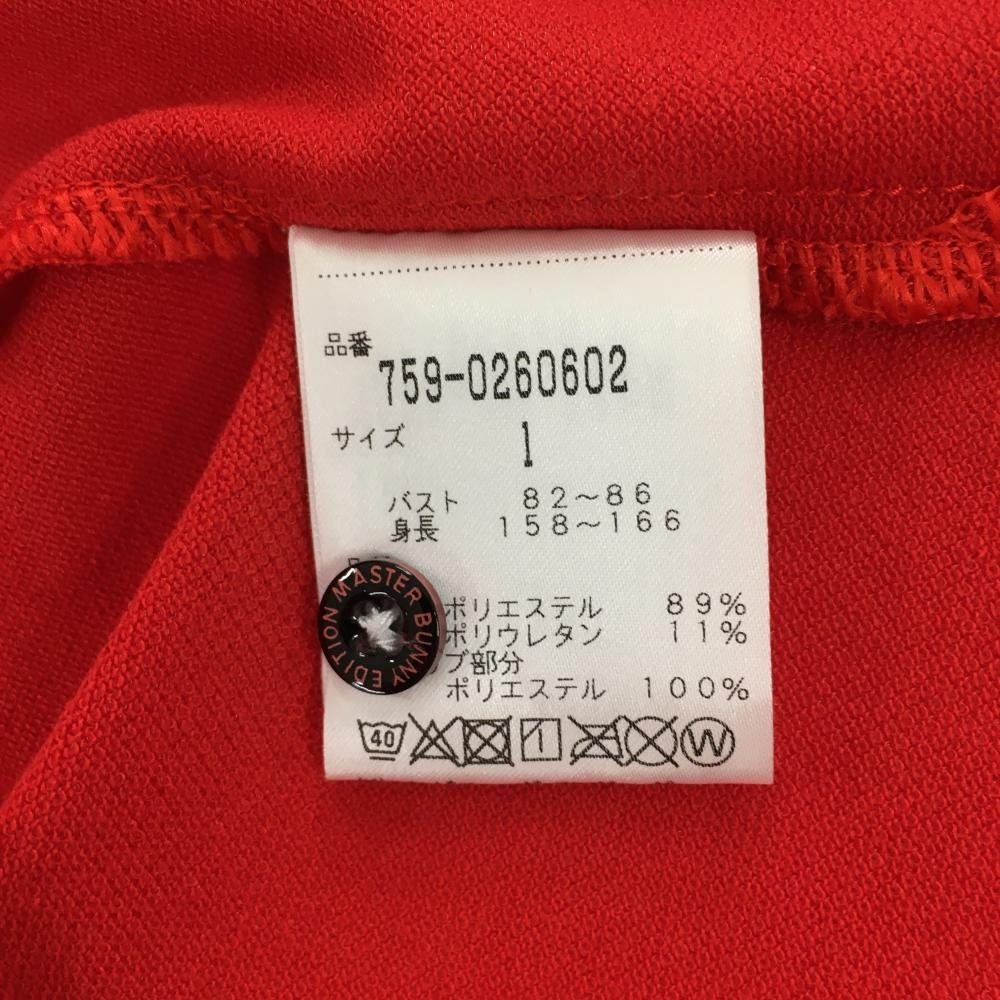 品番
759-0260602
サイズ 1
バスト 82～86
身長 158～166
ポリエステル 89%
ポリウレタン 11%
プ部分
ポリエステル 100%
40 W
MASTER BUNNY EDITION